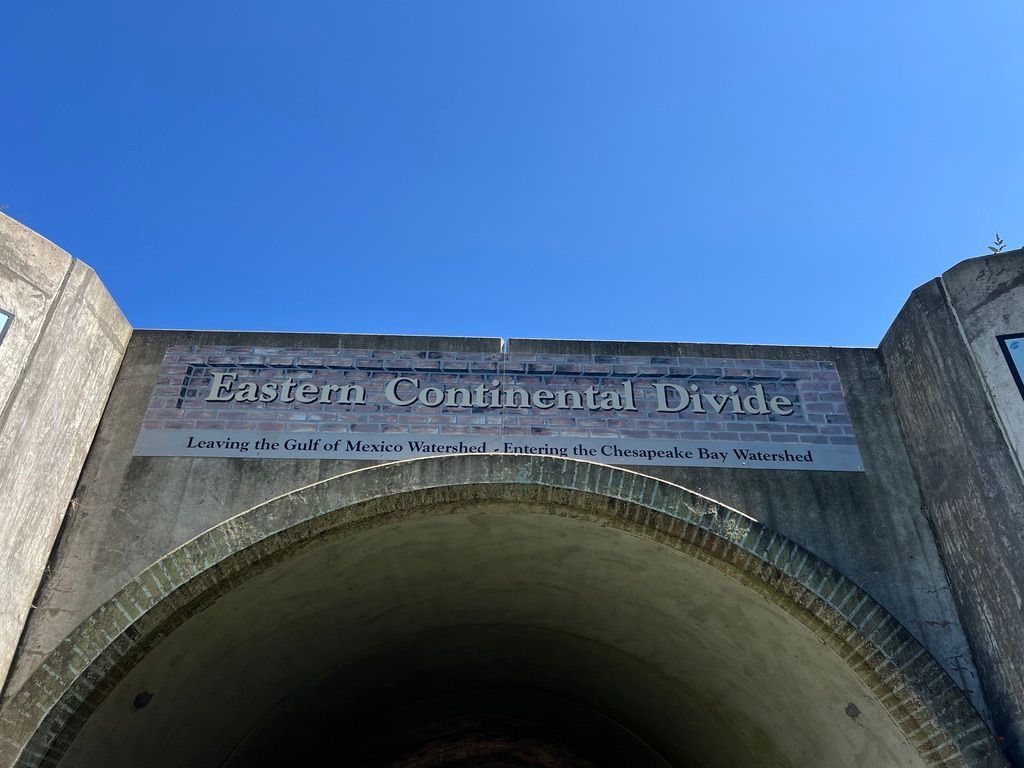 Eastern Continental Divide
Leaving the Gulf of Mexico Watershed - Entering the Chesapeake Bay Watershed